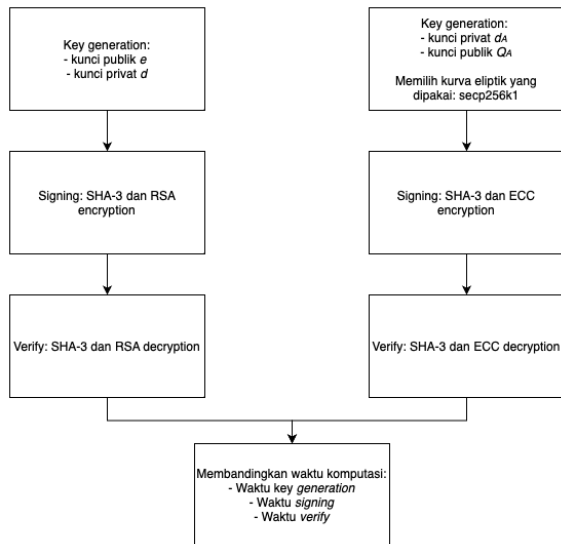 Key generation:
- kunci publik e
- kunci privat d
Key generation:
- kunci privat dA
- kunci publik QA
Memilih kurva eliptik yang
dipakai: secp256k1
Signing: SHA-3 dan RSA
encryption
Signing: SHA-3 dan ECC
encryption
Verify: SHA-3 dan RSA decryption
Verify: SHA-3 dan ECC decryption
Membandingkan waktu komputasi:
- Waktu key generation
- Waktu signing
- Waktu verify